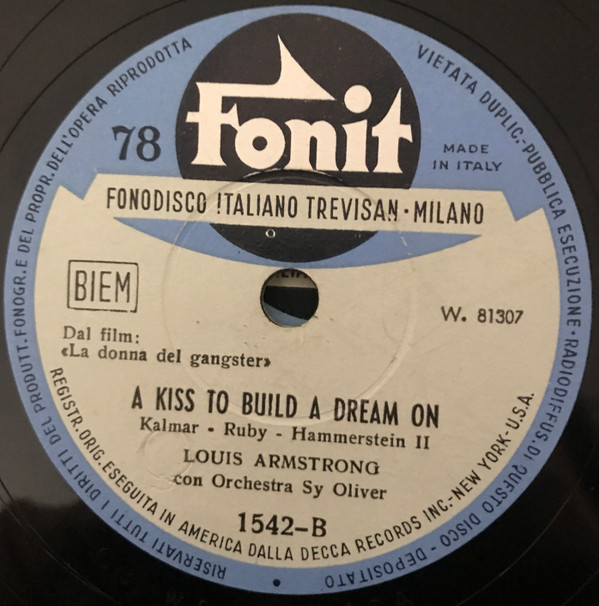 78
Fonit
MADE
IN ITALY
FONODISCO ITALIANO TREVISAN · MILANO
BIEM
W. 81307
Dal film:
«La donna del gangster»
A KISS TO BUILD A DREAM ON
Kalmar - Ruby - Hammerstein II
LOUIS ARMSTRONG
con Orchestra Sy Oliver
1542-B
REGISTR. ORIG. ESEGUITA IN AMERICA DALLA DECCA RECORDS INC.-NEW YORK-U.S.A.
RISERVATI TUTTI I DIRITTI DEL PRODUTT. FONOGR. E DEL PROPR. DELL'OPERA RIPRODOTTA
VIETATA DUPLIC.-PUBBLICA ESECUZIONE-RADIODIFFUS. DI QUESTO DISCO - DEPOSITATO